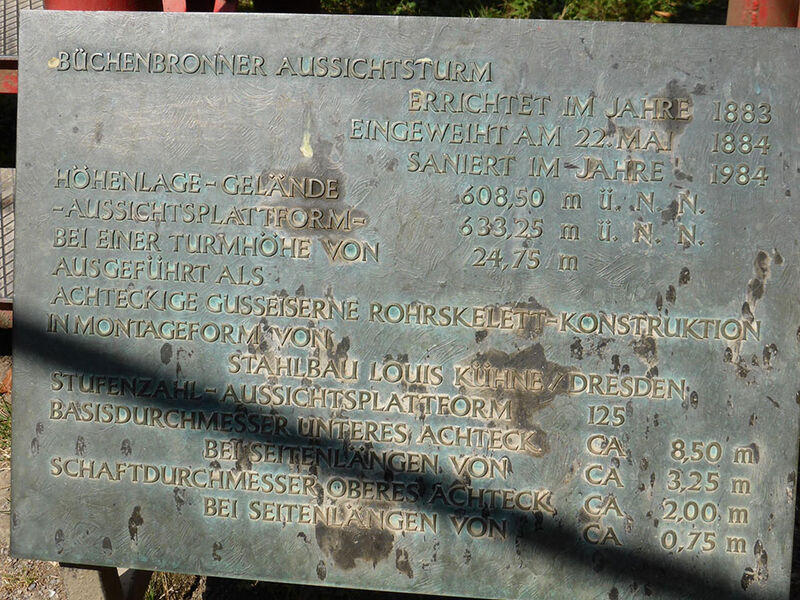 BÜCHENBRONNER AUSSICHTSTURM
ERRICHTET IM JAHRE 1883
EINGEWEIHT AM 22. MAI 1884
SANIERT IM JAHRE 1984
HÖHENLAGE - GELÄNDE 608,50 m ü. N. N.
-AUSSICHTSPLATTFORM- 633,25 m ü. N. N.
BEI EINER TURMHÖHE VON 24,75 m
AUSGEFÜHRT ALS
ACHTECKIGE GUSSEISERNE ROHRSKELETT-KONSTRUKTION
IN MONTAGEFORM VON
STAHLBAU LOUIS KÜHNE / DRESDEN
STUFENZAHL - AUSSICHTSPLATTFORM 125
BASISDURCHMESSER UNTERES ACHTECK CA. 8,50 m
BEI SEITENLÄNGEN VON CA. 3,25 m
SCHAFTDURCHMESSER OBERES ACHTECK CA. 2,00 m
BEI SEITENLÄNGEN VON CA. 0,75 m